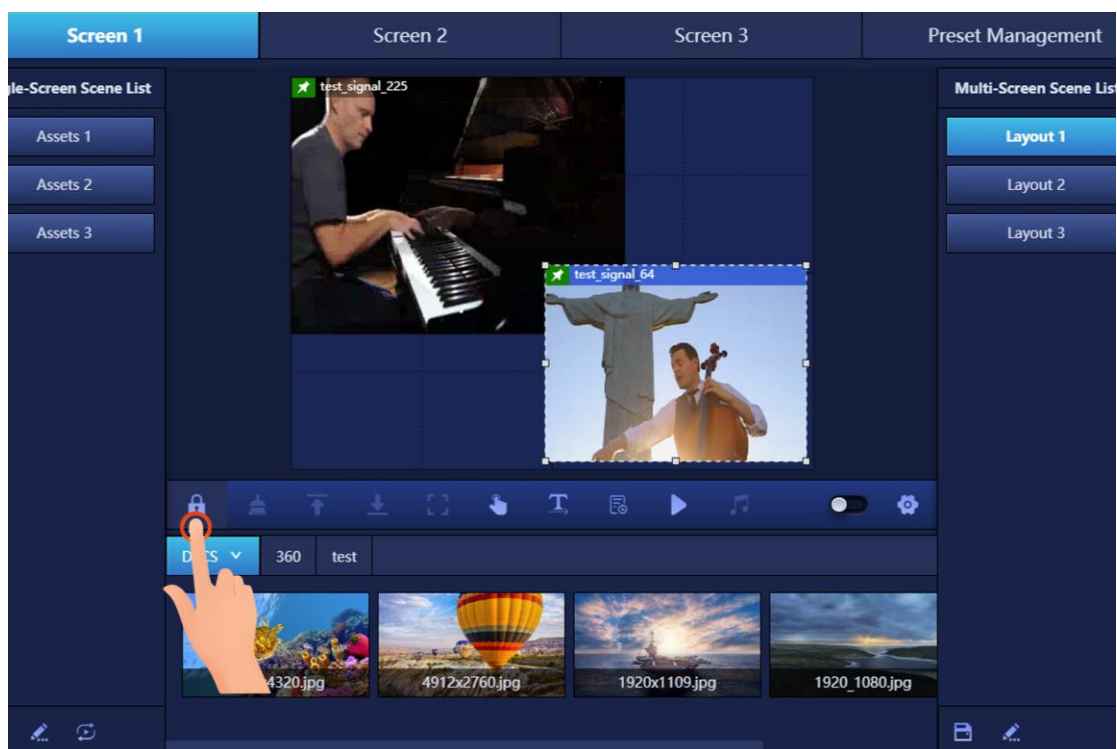 Screen 1
Screen 2
Screen 3
Preset Management
gle-Screen Scene List
Assets 1
Assets 2
Assets 3
test_signal_225
test_signal_64
Multi-Screen Scene List
Layout 1
Layout 2
Layout 3
360
test
4320.jpg
4912x2760.jpg
1920x1109.jpg
1920_1080.jpg